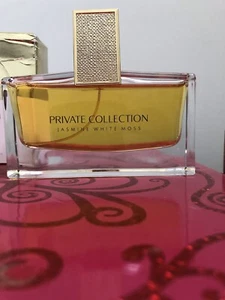 PRIVATE COLLECTION
JASMINE WHITE MOSS